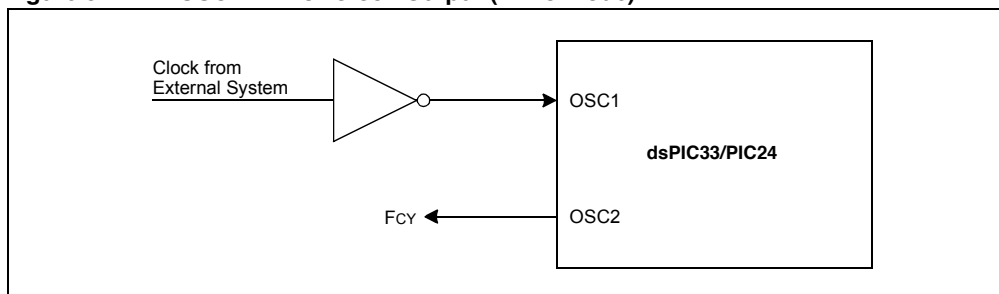 Clock from
External System
OSC1
dsPIC33/PIC24
FCY
OSC2